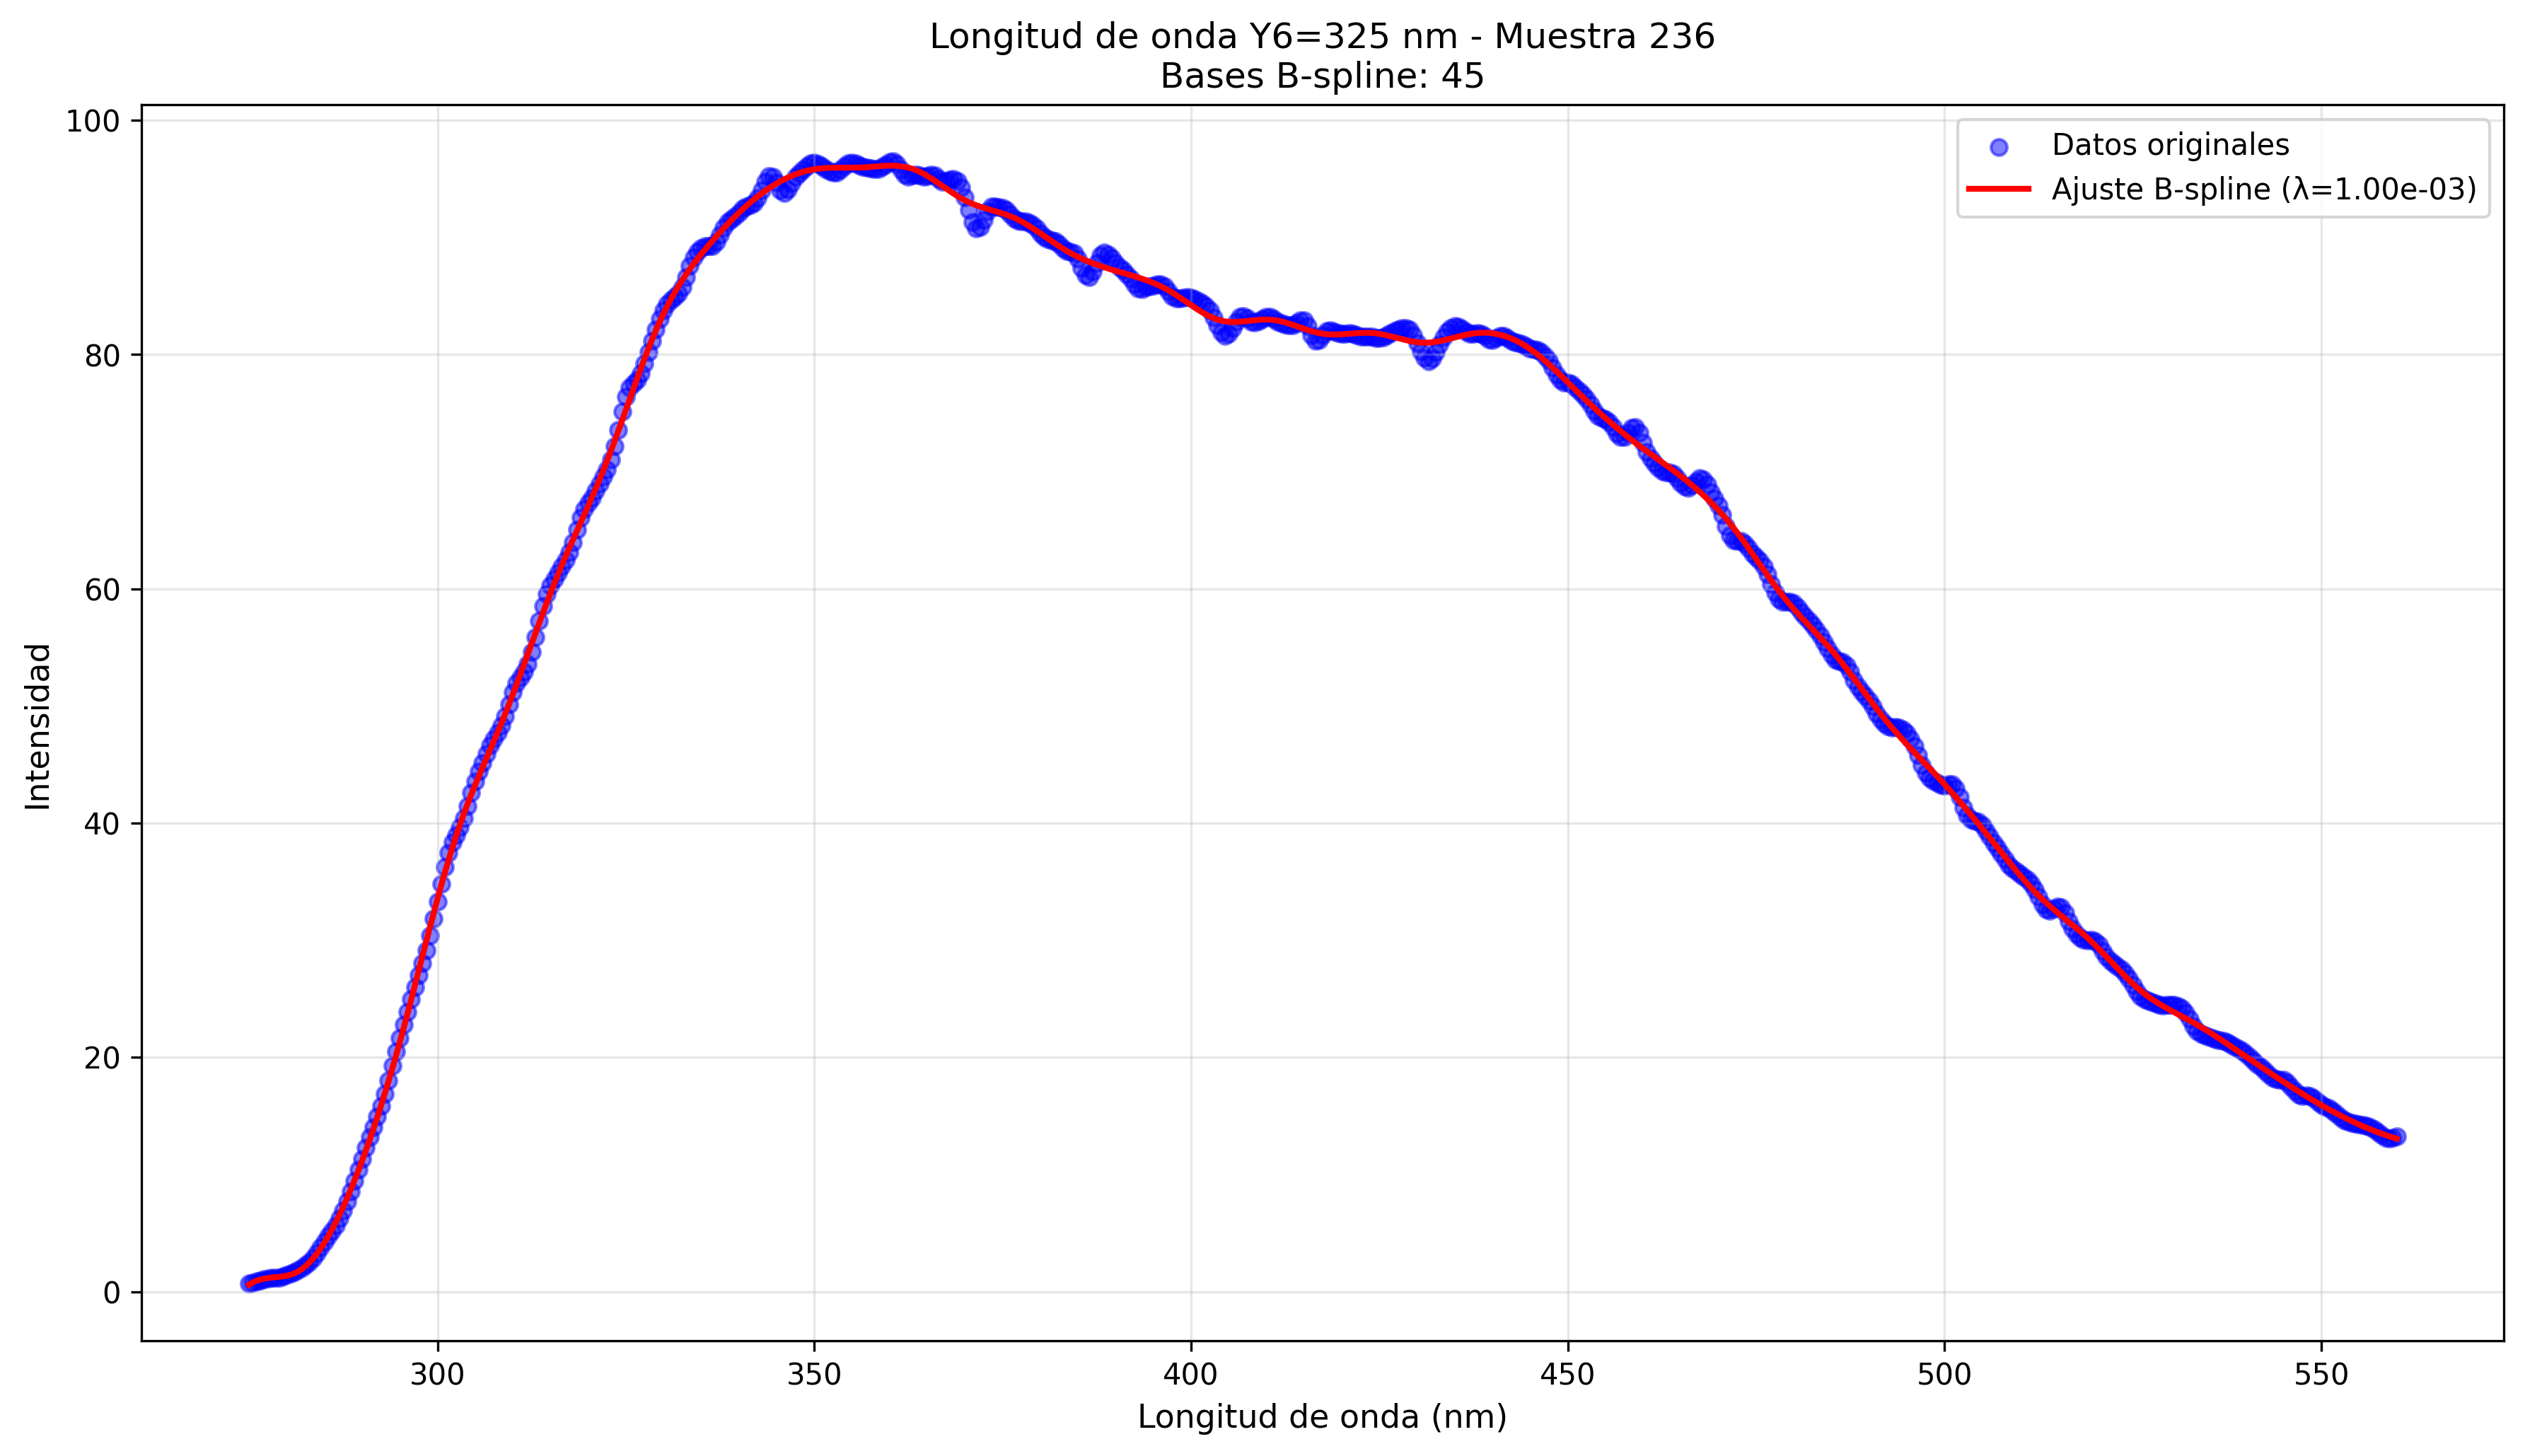 Longitud de onda Y6=325 nm - Muestra 236
Bases B-spline: 45
Datos originales
Ajuste B-spline (λ=1.00e-03)
Intensidad
100
80
60
40
20
0
300 350 400 450 500 550
Longitud de onda (nm)